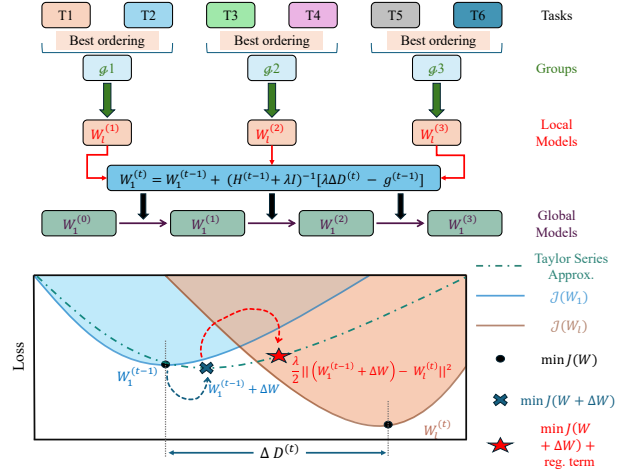 T1 T2 T3 T4 T5 T6 Tasks
Best ordering Best ordering Best ordering
𝒢1 𝒢2 𝒢3 Groups
W_l^(1) W_l^(2) W_l^(3) Local
Models
W_1^(t) = W_1^(t-1) + (H^(t-1) + λI)^-1[λΔD^(t) − g^(t-1)]
W_1^(0) W_1^(1) W_1^(2) W_1^(3) Global
Models
Taylor Series
Approx.
𝒥(W_1)
𝒥(W_l)
min J(W)
min J(W + ΔW)
min J(W
+ ΔW) +
reg. term
Loss
W_1^(t-1)
W_1^(t-1) + ΔW
λ/2 ||(W_1^(t-1) + ΔW) − W_l^(t)||^2
W_l^(t)
Δ D^(t)